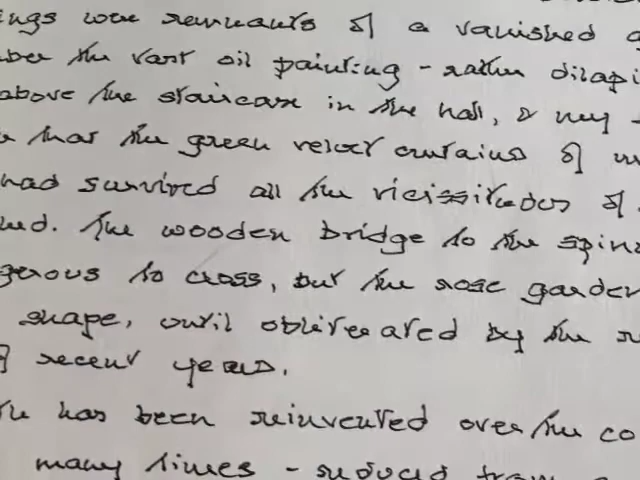 ings were remnants of a vanished
the vast oil painting - rather dilapi
above the staircase in the hall, & my
that the green velvet curtains of
had survived all the vicissitudes of
The wooden bridge to the spin
gerous to cross, but the rose garden
shape, until obliterated by the
of recent years.
has been reinvented over the co
many times - reduced from